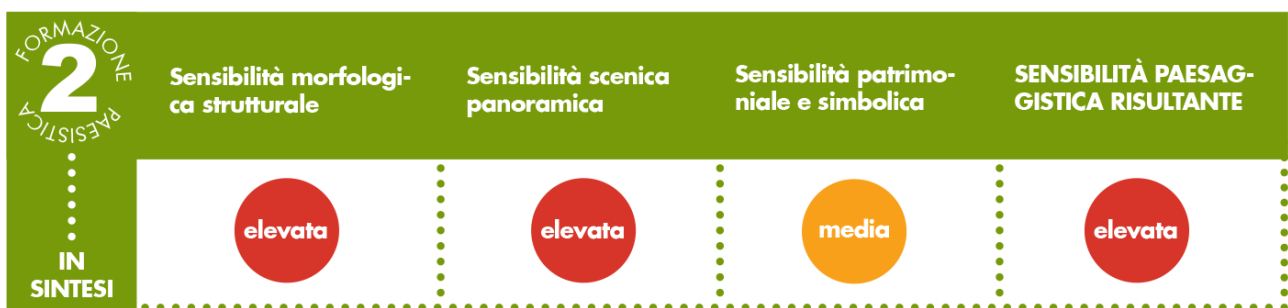 FORMAZIONE
2
PAESISTICA
Sensibilità morfologi-
ca strutturale
Sensibilità scenica
panoramica
Sensibilità patrimo-
niale e simbolica
SENSIBILITÀ PAESAG-
GISTICA RISULTANTE
IN
SINTESI
elevata
elevata
media
elevata